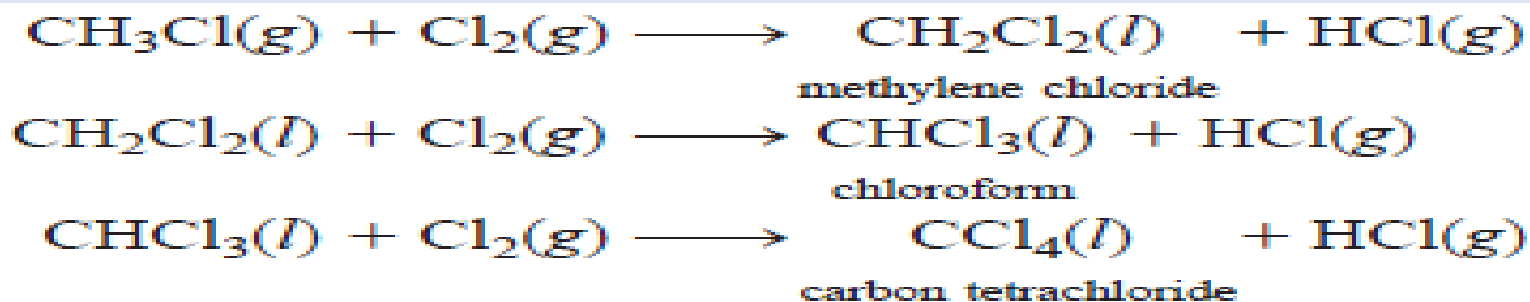 CH₃Cl(g) + Cl₂(g) ⟶ CH₂Cl₂(l) + HCl(g)
methylene chloride
CH₂Cl₂(l) + Cl₂(g) ⟶ CHCl₃(l) + HCl(g)
chloroform
CHCl₃(l) + Cl₂(g) ⟶ CCl₄(l) + HCl(g)
carbon tetrachloride